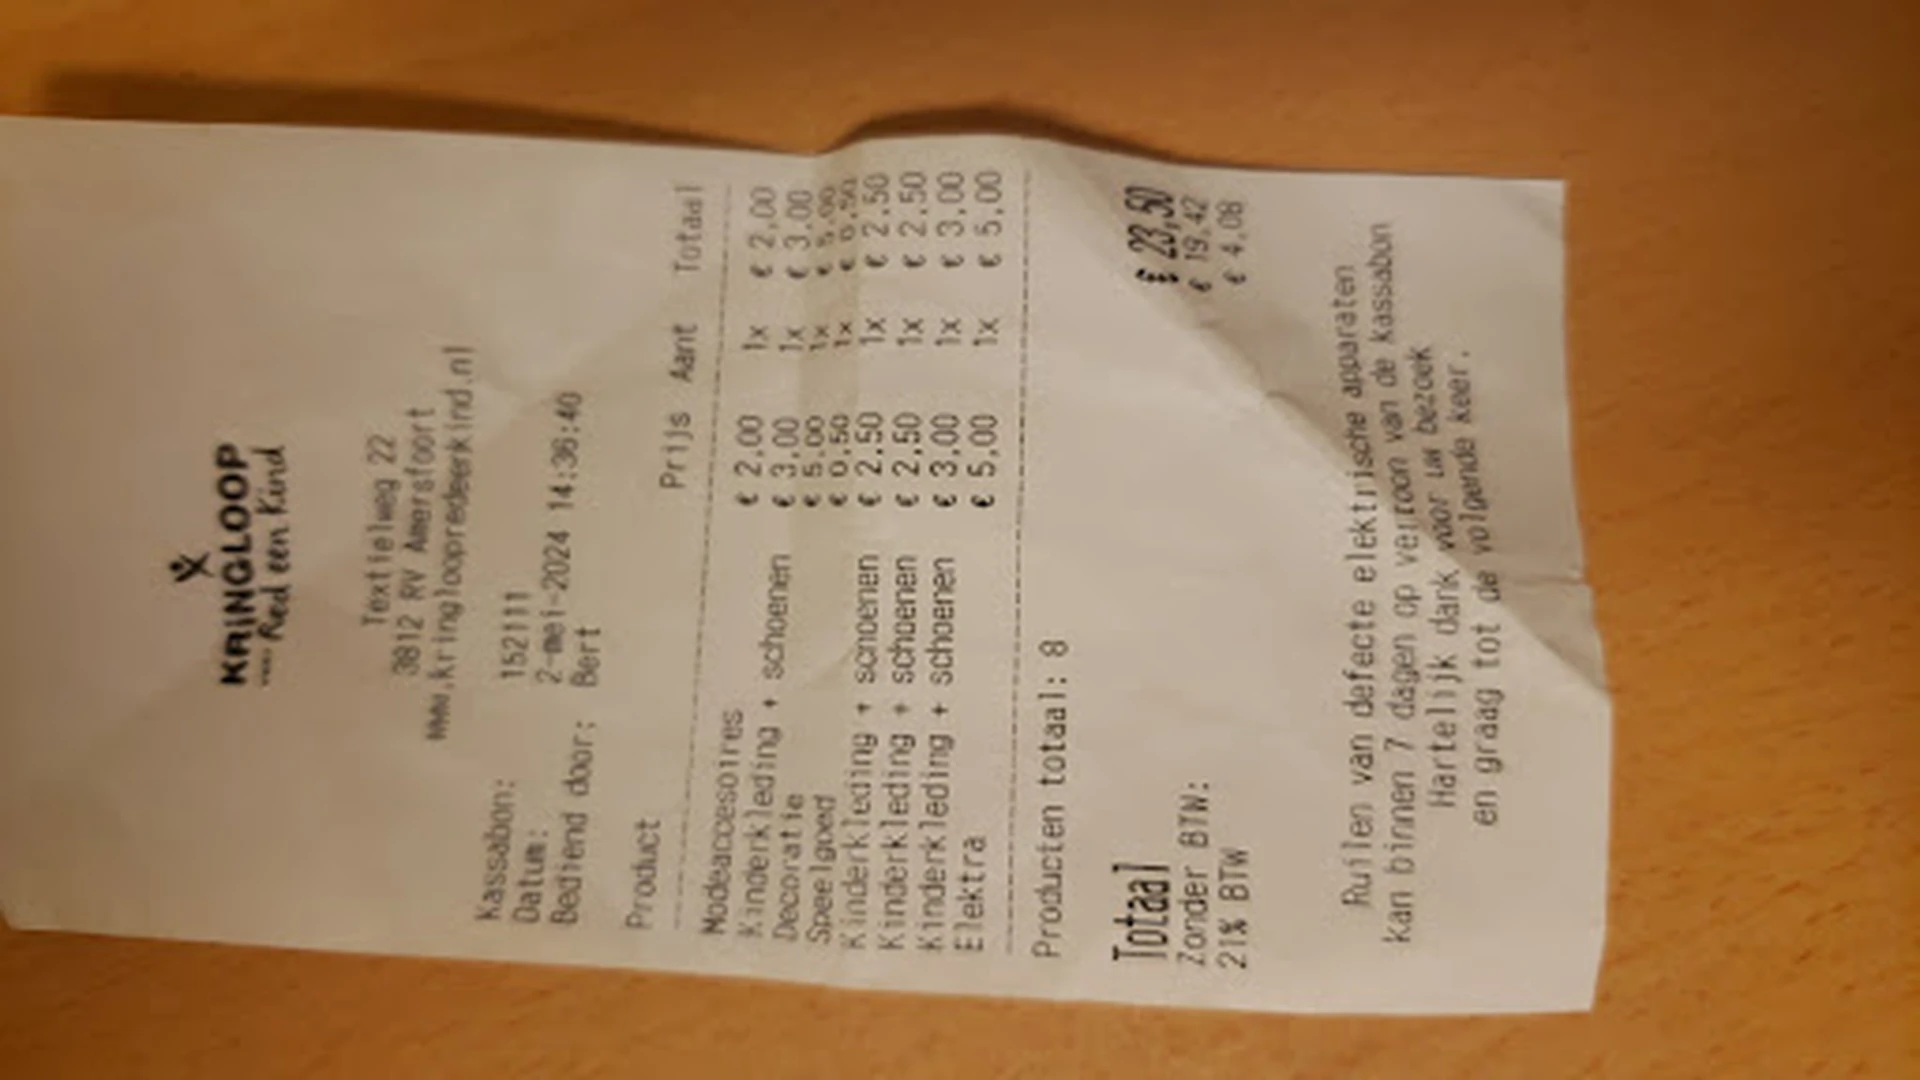 KRINGLOOP
Red een Kind
Textielweg 22
3812 RV Amersfoort
www.kringloopredeenkind.nl
Kassabon: 152111
Datum: 2-mei-2024 14:36:40
Bediend door: Bert
Product Prijs Aant Totaal
Modeaccesoires € 2,00 1x € 2,00
Kinderkleding + schoenen € 3,00 1x € 3,00
Decoratie € 5,00 1x € 5,00
Speelgoed € 0,50 1x € 0,50
Kinderkleding + schoenen € 2,50 1x € 2,50
Kinderkleding + schoenen € 2,50 1x € 2,50
Kinderkleding + schoenen € 3,00 1x € 3,00
Elektra € 5,00 1x € 5,00
Producten totaal: 8
Totaal € 23,50
Zonder BTW: € 19,42
21% BTW € 4,08
Ruilen van defecte elektrische apparaten
kan binnen 7 dagen op vertoon van de kassabon
Hartelijk dank voor uw bezoek
en graag tot de volgende keer.